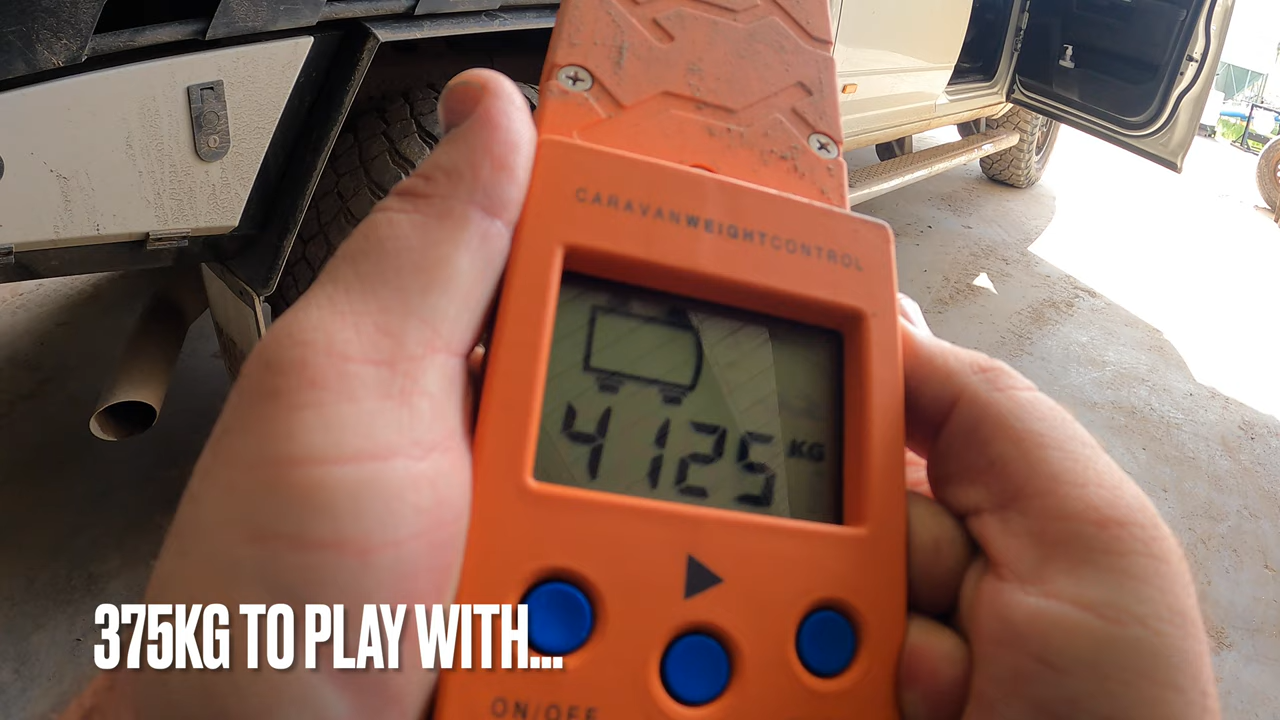 CARAVANWEIGHTCONTROL
4125 KG
375KG TO PLAY WITH...
ON/OFF